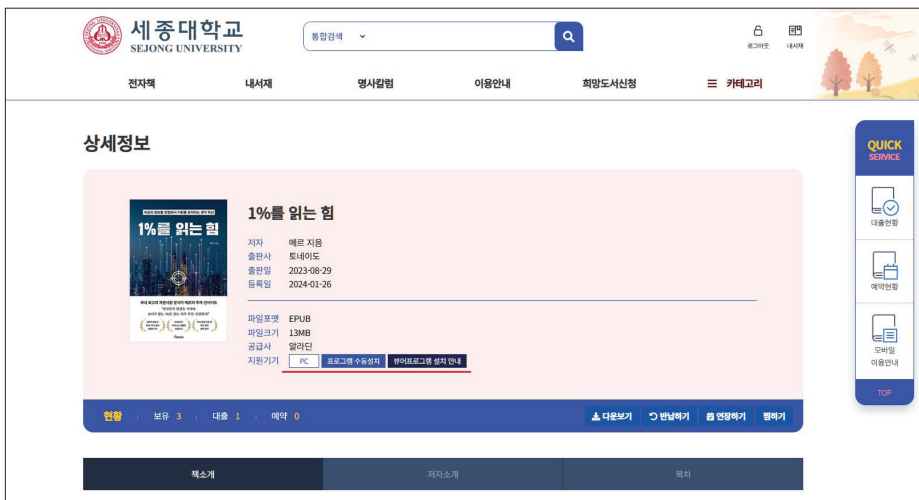 세종대학교
SEJONG UNIVERSITY
통합검색
로그아웃
내서재
전자책
내서재
명사칼럼
이용안내
희망도서신청
카테고리
상세정보
1%를 읽는 힘
1%를 읽는 힘
저자 메르 지음
출판사 토네이도
출판일 2023-08-29
등록일 2024-01-26
파일포맷 EPUB
파일크기 13MB
공급사 알라딘
지원기기 PC 프로그램 수동설치 뷰어프로그램 설치 안내
현황 보유 3 대출 1 예약 0
다운보기 반납하기 연장하기 찜하기
책소개
저자소개
목차
QUICK
SERVICE
대출현황
예약현황
모바일
이용안내
TOP